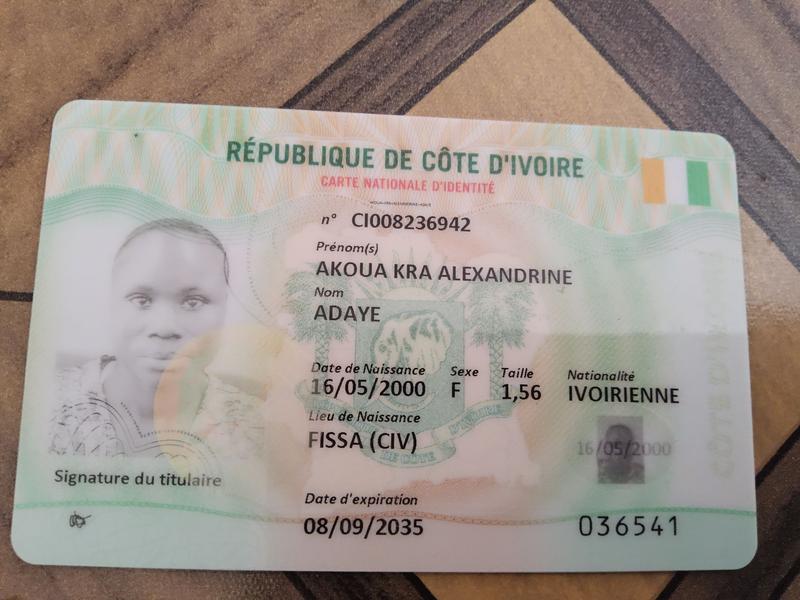 RÉPUBLIQUE DE CÔTE D'IVOIRE
CARTE NATIONALE D'IDENTITÉ
n° CI008236942
Prénom(s)
AKOUA KRA ALEXANDRINE
Nom
ADAYE
Date de Naissance Sexe Taille Nationalité
16/05/2000 F 1,56 IVOIRIENNE
Lieu de Naissance
FISSA (CIV)
16/05/2000
Signature du titulaire
Date d'expiration
08/09/2035
036541